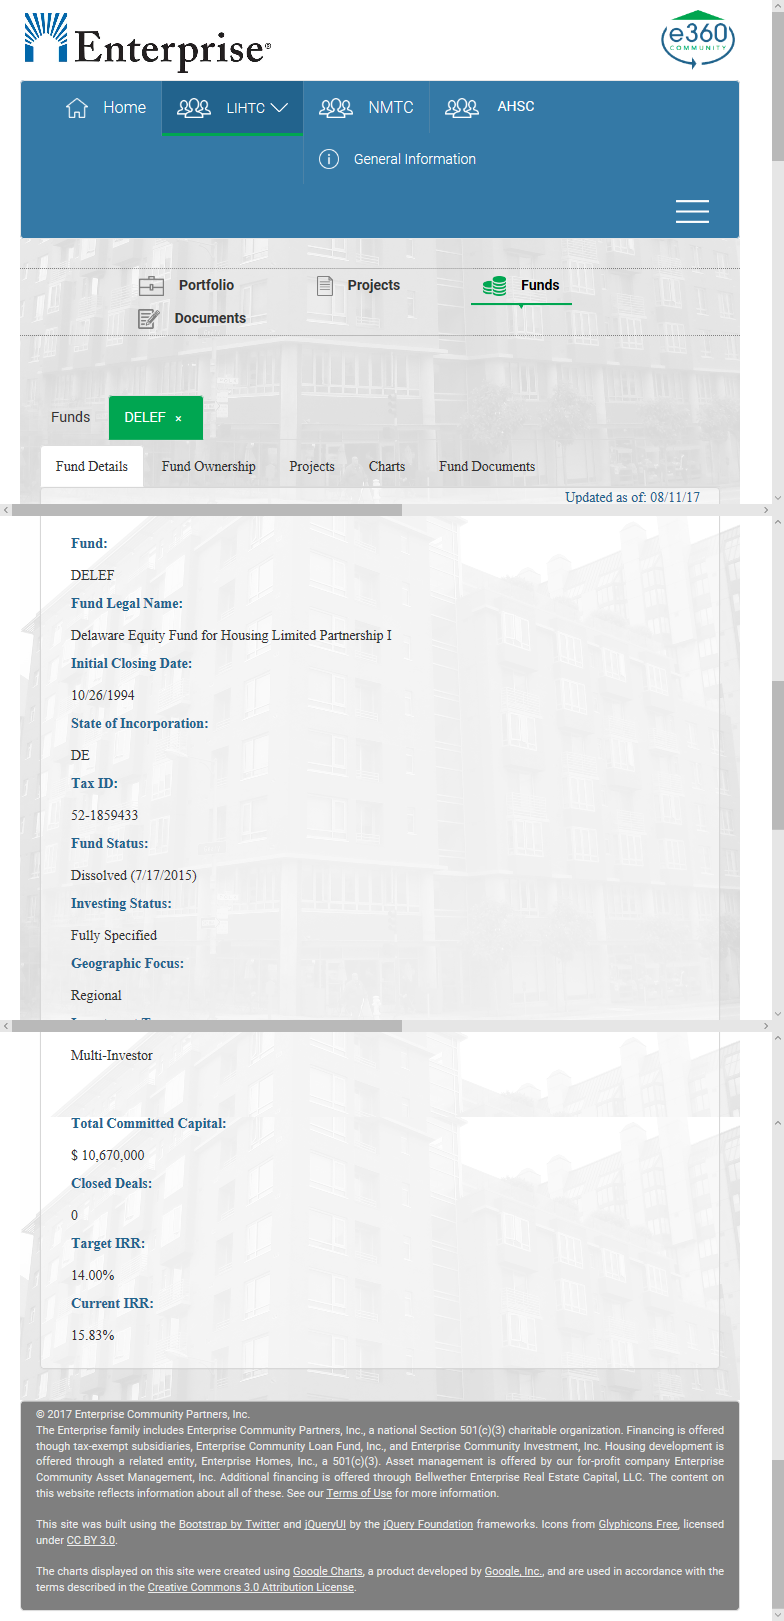 Enterprise®
e360
COMMUNITY
Home
LIHTC
NMTC
AHSC
General Information
Portfolio
Projects
Funds
Documents
Funds
DELEF ×
Fund Details
Fund Ownership
Projects
Charts
Fund Documents
Updated as of: 08/11/17
Fund:
DELEF
Fund Legal Name:
Delaware Equity Fund for Housing Limited Partnership I
Initial Closing Date:
10/26/1994
State of Incorporation:
DE
Tax ID:
52-1859433
Fund Status:
Dissolved (7/17/2015)
Investing Status:
Fully Specified
Geographic Focus:
Regional
Multi-Investor
Total Committed Capital:
$ 10,670,000
Closed Deals:
0
Target IRR:
14.00%
Current IRR:
15.83%
© 2017 Enterprise Community Partners, Inc.
The Enterprise family includes Enterprise Community Partners, Inc., a national Section 501(c)(3) charitable organization. Financing is offered
though tax-exempt subsidiaries, Enterprise Community Loan Fund, Inc., and Enterprise Community Investment, Inc. Housing development is
offered through a related entity, Enterprise Homes, Inc., a 501(c)(3). Asset management is offered by our for-profit company Enterprise
Community Asset Management, Inc. Additional financing is offered through Bellwether Enterprise Real Estate Capital, LLC. The content on
this website reflects information about all of these. See our Terms of Use for more information.
This site was built using the Bootstrap by Twitter and jQueryUI by the jQuery Foundation frameworks. Icons from Glyphicons Free, licensed
under CC BY 3.0.
The charts displayed on this site were created using Google Charts, a product developed by Google, Inc., and are used in accordance with the
terms described in the Creative Commons 3.0 Attribution License.